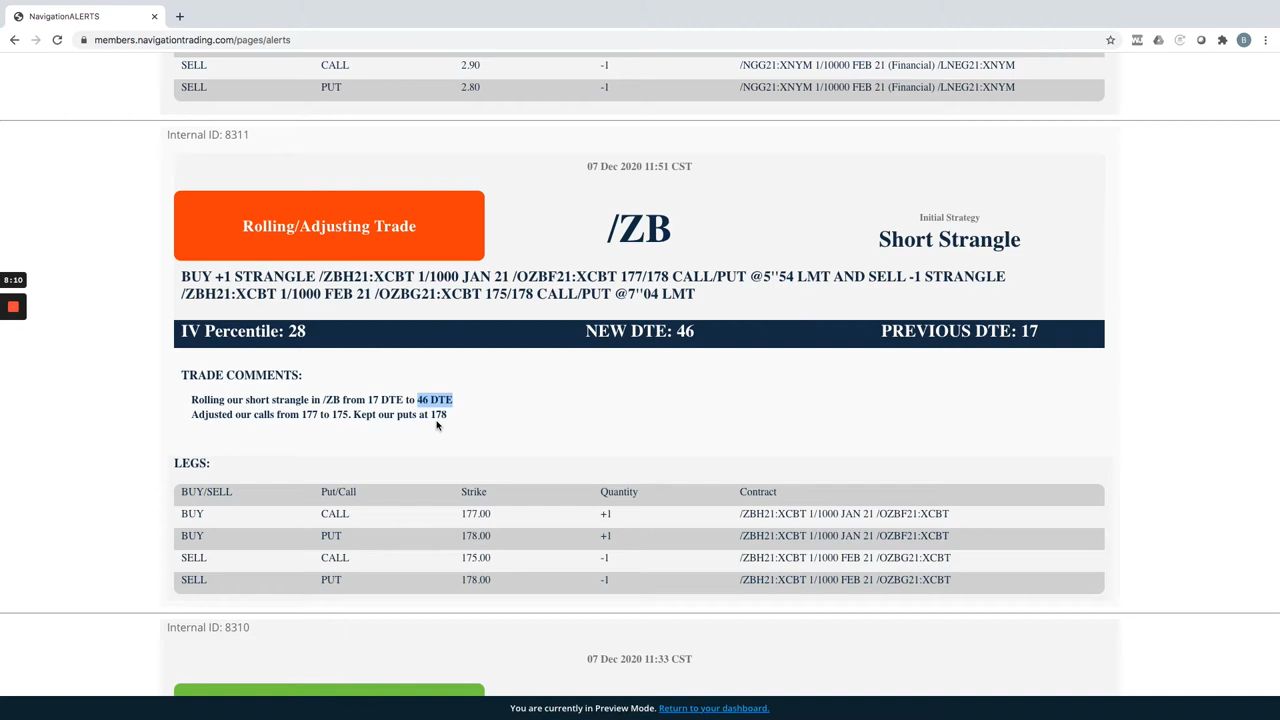 NavigationALERTS
members.navigationtrading.com/pages/alerts
B
SELL CALL 2.90 -1 /NGG21:XNYM 1/10000 FEB 21 (Financial) /LNEG21:XNYM
SELL PUT 2.80 -1 /NGG21:XNYM 1/10000 FEB 21 (Financial) /LNEG21:XNYM
Internal ID: 8311
07 Dec 2020 11:51 CST
Rolling/Adjusting Trade
/ZB
Initial Strategy
Short Strangle
BUY +1 STRANGLE /ZBH21:XCBT 1/1000 JAN 21 /OZBF21:XCBT 177/178 CALL/PUT @5"54 LMT AND SELL -1 STRANGLE
/ZBH21:XCBT 1/1000 FEB 21 /OZBG21:XCBT 175/178 CALL/PUT @7"04 LMT
IV Percentile: 28 NEW DTE: 46 PREVIOUS DTE: 17
TRADE COMMENTS:
Rolling our short strangle in /ZB from 17 DTE to 46 DTE
Adjusted our calls from 177 to 175. Kept our puts at 178
8:10
LEGS:
BUY/SELL Put/Call Strike Quantity Contract
BUY CALL 177.00 +1 /ZBH21:XCBT 1/1000 JAN 21 /OZBF21:XCBT
BUY PUT 178.00 +1 /ZBH21:XCBT 1/1000 JAN 21 /OZBF21:XCBT
SELL CALL 175.00 -1 /ZBH21:XCBT 1/1000 FEB 21 /OZBG21:XCBT
SELL PUT 178.00 -1 /ZBH21:XCBT 1/1000 FEB 21 /OZBG21:XCBT
Internal ID: 8310
07 Dec 2020 11:33 CST
You are currently in Preview Mode. Return to your dashboard.